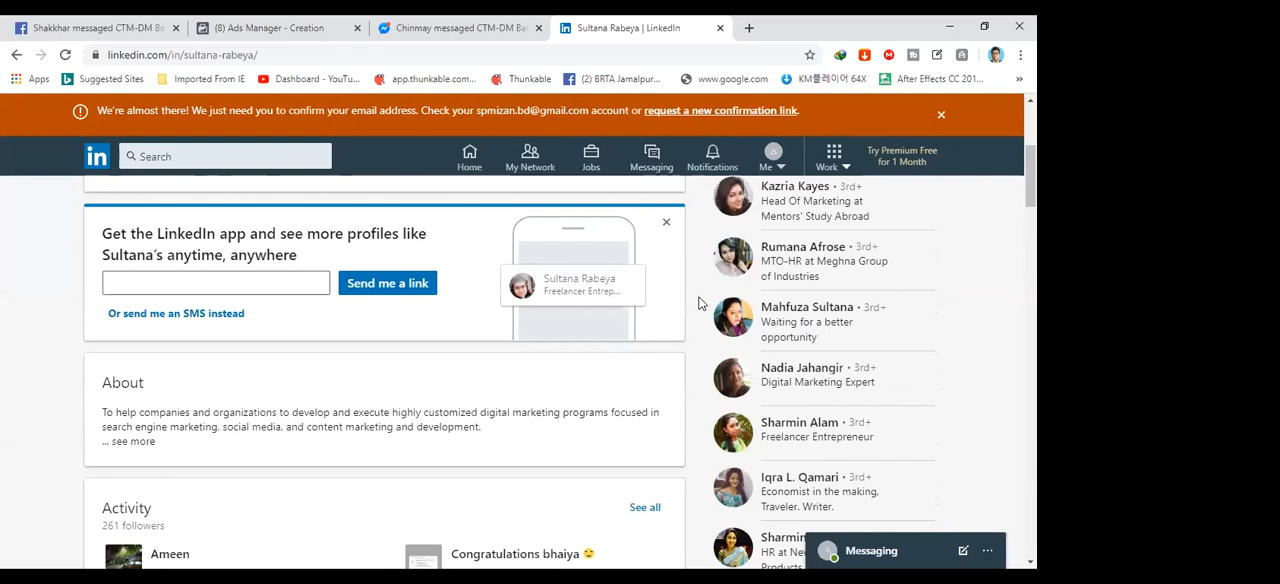 Shakkhar messaged CTM-DM Ba
(8) Ads Manager - Creation
Chinmay messaged CTM-DM Bat
Sultana Rabeya | LinkedIn
linkedin.com/in/sultana-rabeya/
Apps
Suggested Sites
Imported From IE
Dashboard - YouTu...
app.thunkable.com...
Thunkable
BRTA Jamalpur...
www.google.com
KM플레이어 64X
After Effects CC 201...
We're almost there! We just need you to confirm your email address. Check your spmizan.bd@gmail.com account or request a new confirmation link.
in
Search
Home
My Network
Jobs
Messaging
Notifications
Me
Work
Try Premium Free
for 1 Month
Get the LinkedIn app and see more profiles like
Sultana's anytime, anywhere
Send me a link
Or send me an SMS instead
Sultana Rabeya
Freelancer Entrep...
About
To help companies and organizations to develop and execute highly customized digital marketing programs focused in
search engine marketing, social media, and content marketing and development.
... see more
Activity
See all
261 followers
Ameen
Congratulations bhaiya 😉
Kazria Kayes • 3rd+
Head Of Marketing at
Mentors' Study Abroad
Rumana Afrose • 3rd+
MTO-HR at Meghna Group
of Industries
Mahfuza Sultana • 3rd+
Waiting for a better
opportunity
Nadia Jahangir • 3rd+
Digital Marketing Expert
Sharmin Alam • 3rd+
Freelancer Entrepreneur
Iqra L. Qamari • 3rd+
Economist in the making,
Traveler. Writer.
Sharmin
HR at New
Products
Messaging